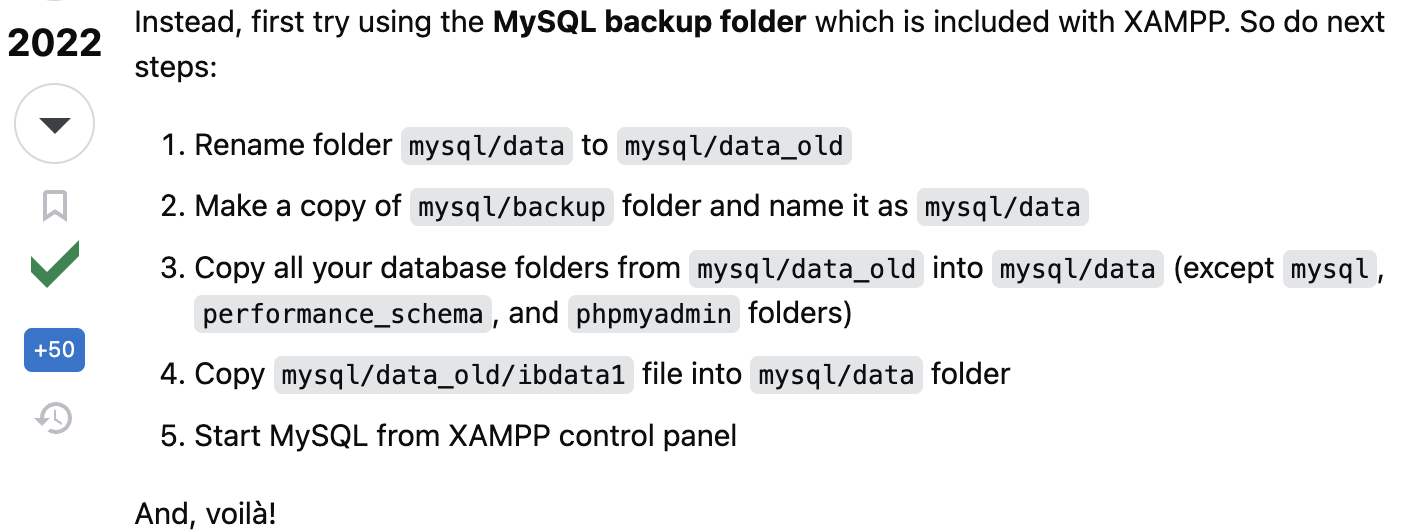 Instead, first try using the MySQL backup folder which is included with XAMPP. So do next
2022
steps:
1. Rename folder mysql/data to mysql/data_old
2. Make a copy of mysql/backup folder and name it as mysql/data
3. Copy all your database folders from mysql/data_old into mysql/data (except mysql,
performance_schema, and phpmyadmin folders)
+50
4. Copy mysql/data_old/ibdata1 file into mysql/data folder
5. Start MySQL from XAMPP control panel
And, voilà!